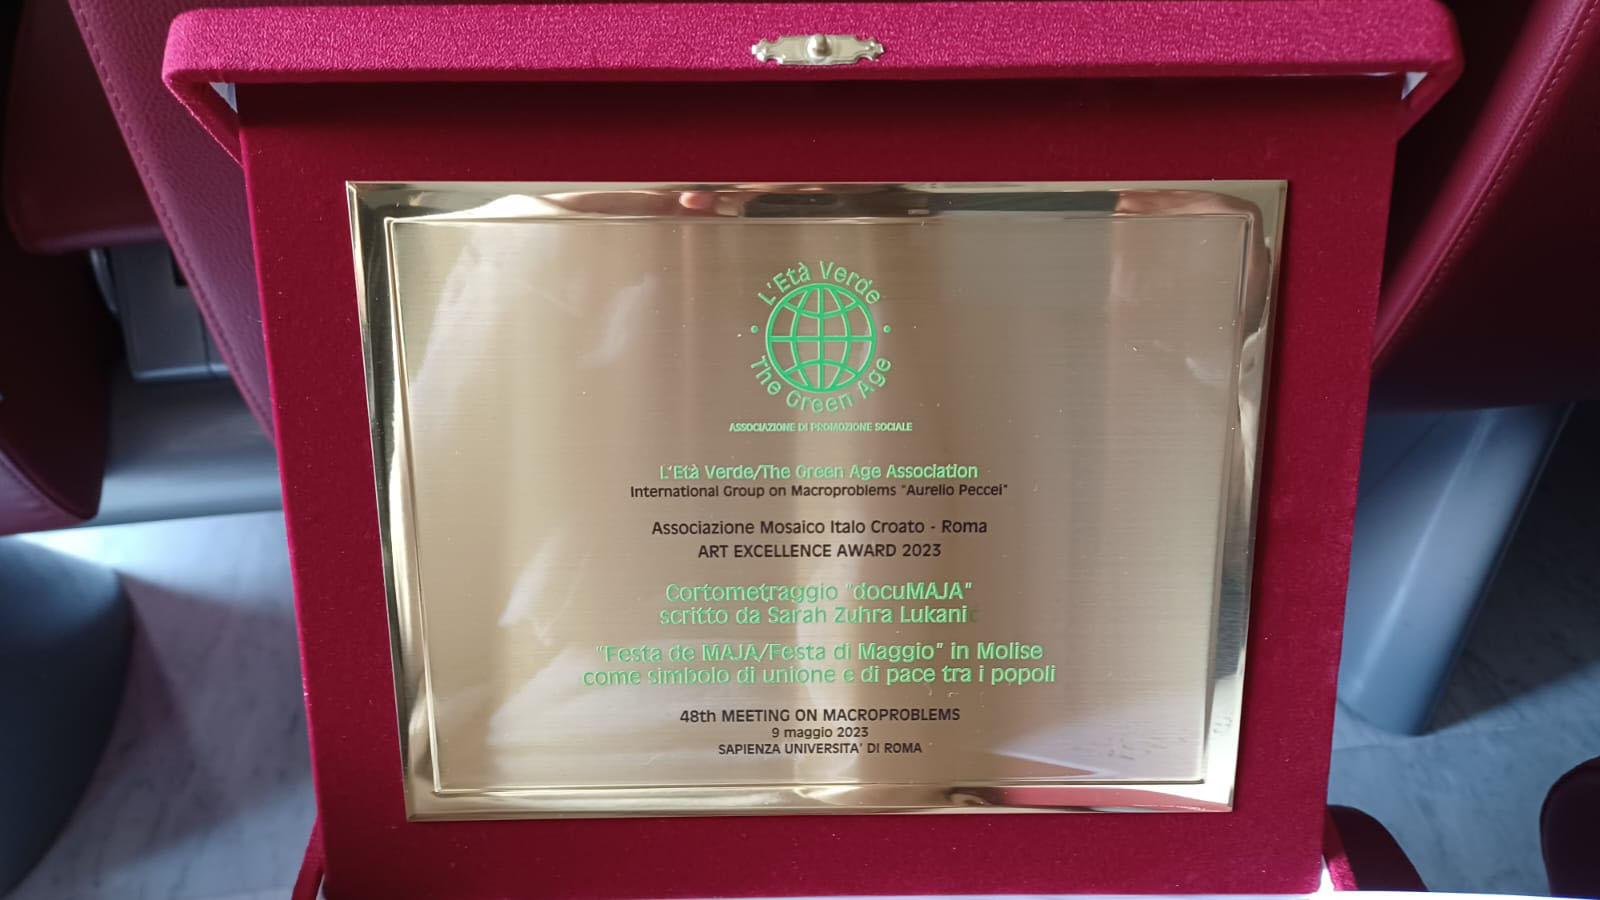 L'Età Verde
The Green Age
ASSOCIAZIONE DI PROMOZIONE SOCIALE
L'Età Verde/The Green Age Association
International Group on Macroproblems "Aurelio Peccei"
Associazione Mosaico Italo Croato - Roma
ART EXCELLENCE AWARD 2023
Cortometraggio "docuMAJA"
scritto da Sarah Zuhra Lukanic
"Festa de MAJA/Festa di Maggio" in Molise
come simbolo di unione e di pace tra i popoli
48th MEETING ON MACROPROBLEMS
9 maggio 2023
SAPIENZA UNIVERSITA' DI ROMA